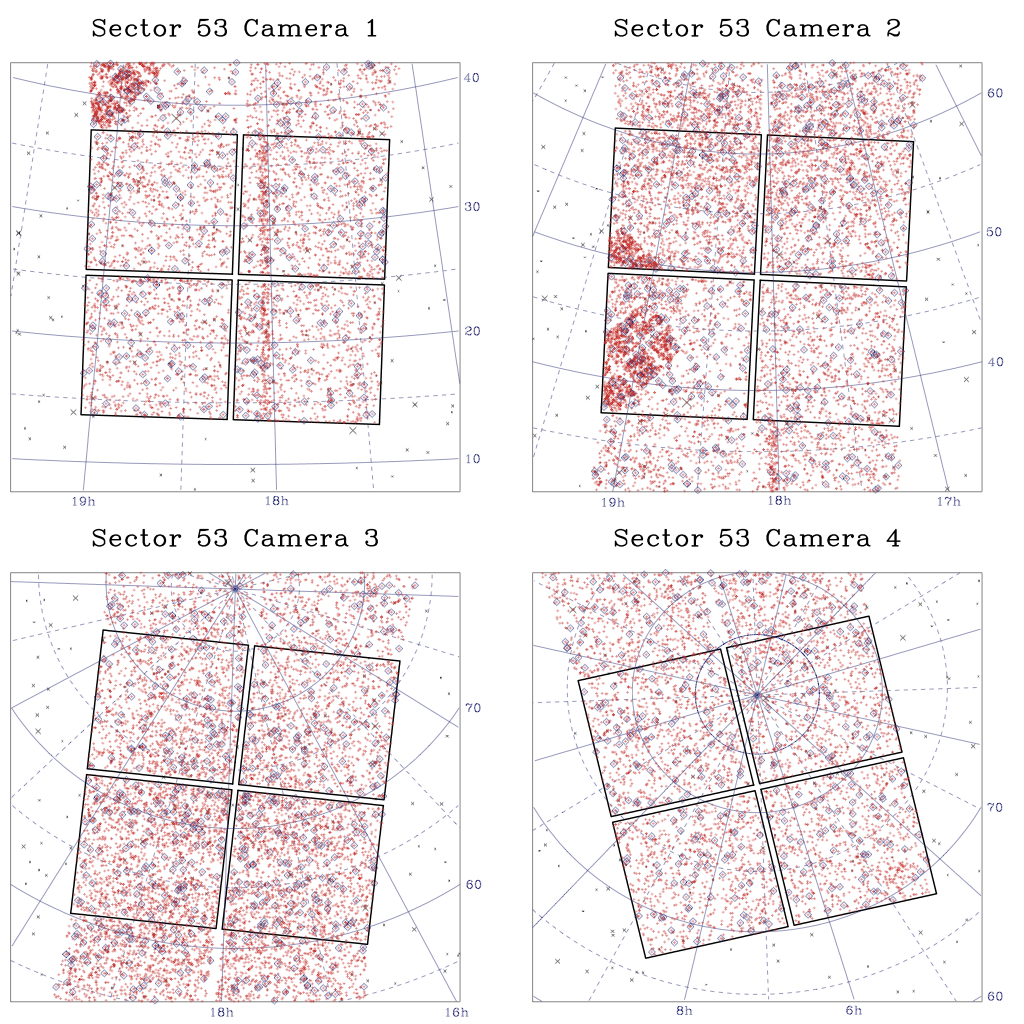 Sector 53 Camera 1
40
30
20
10
19h
18h
Sector 53 Camera 2
60
50
40
19h
18h
17h
Sector 53 Camera 3
70
60
18h
16h
Sector 53 Camera 4
70
60
8h
6h